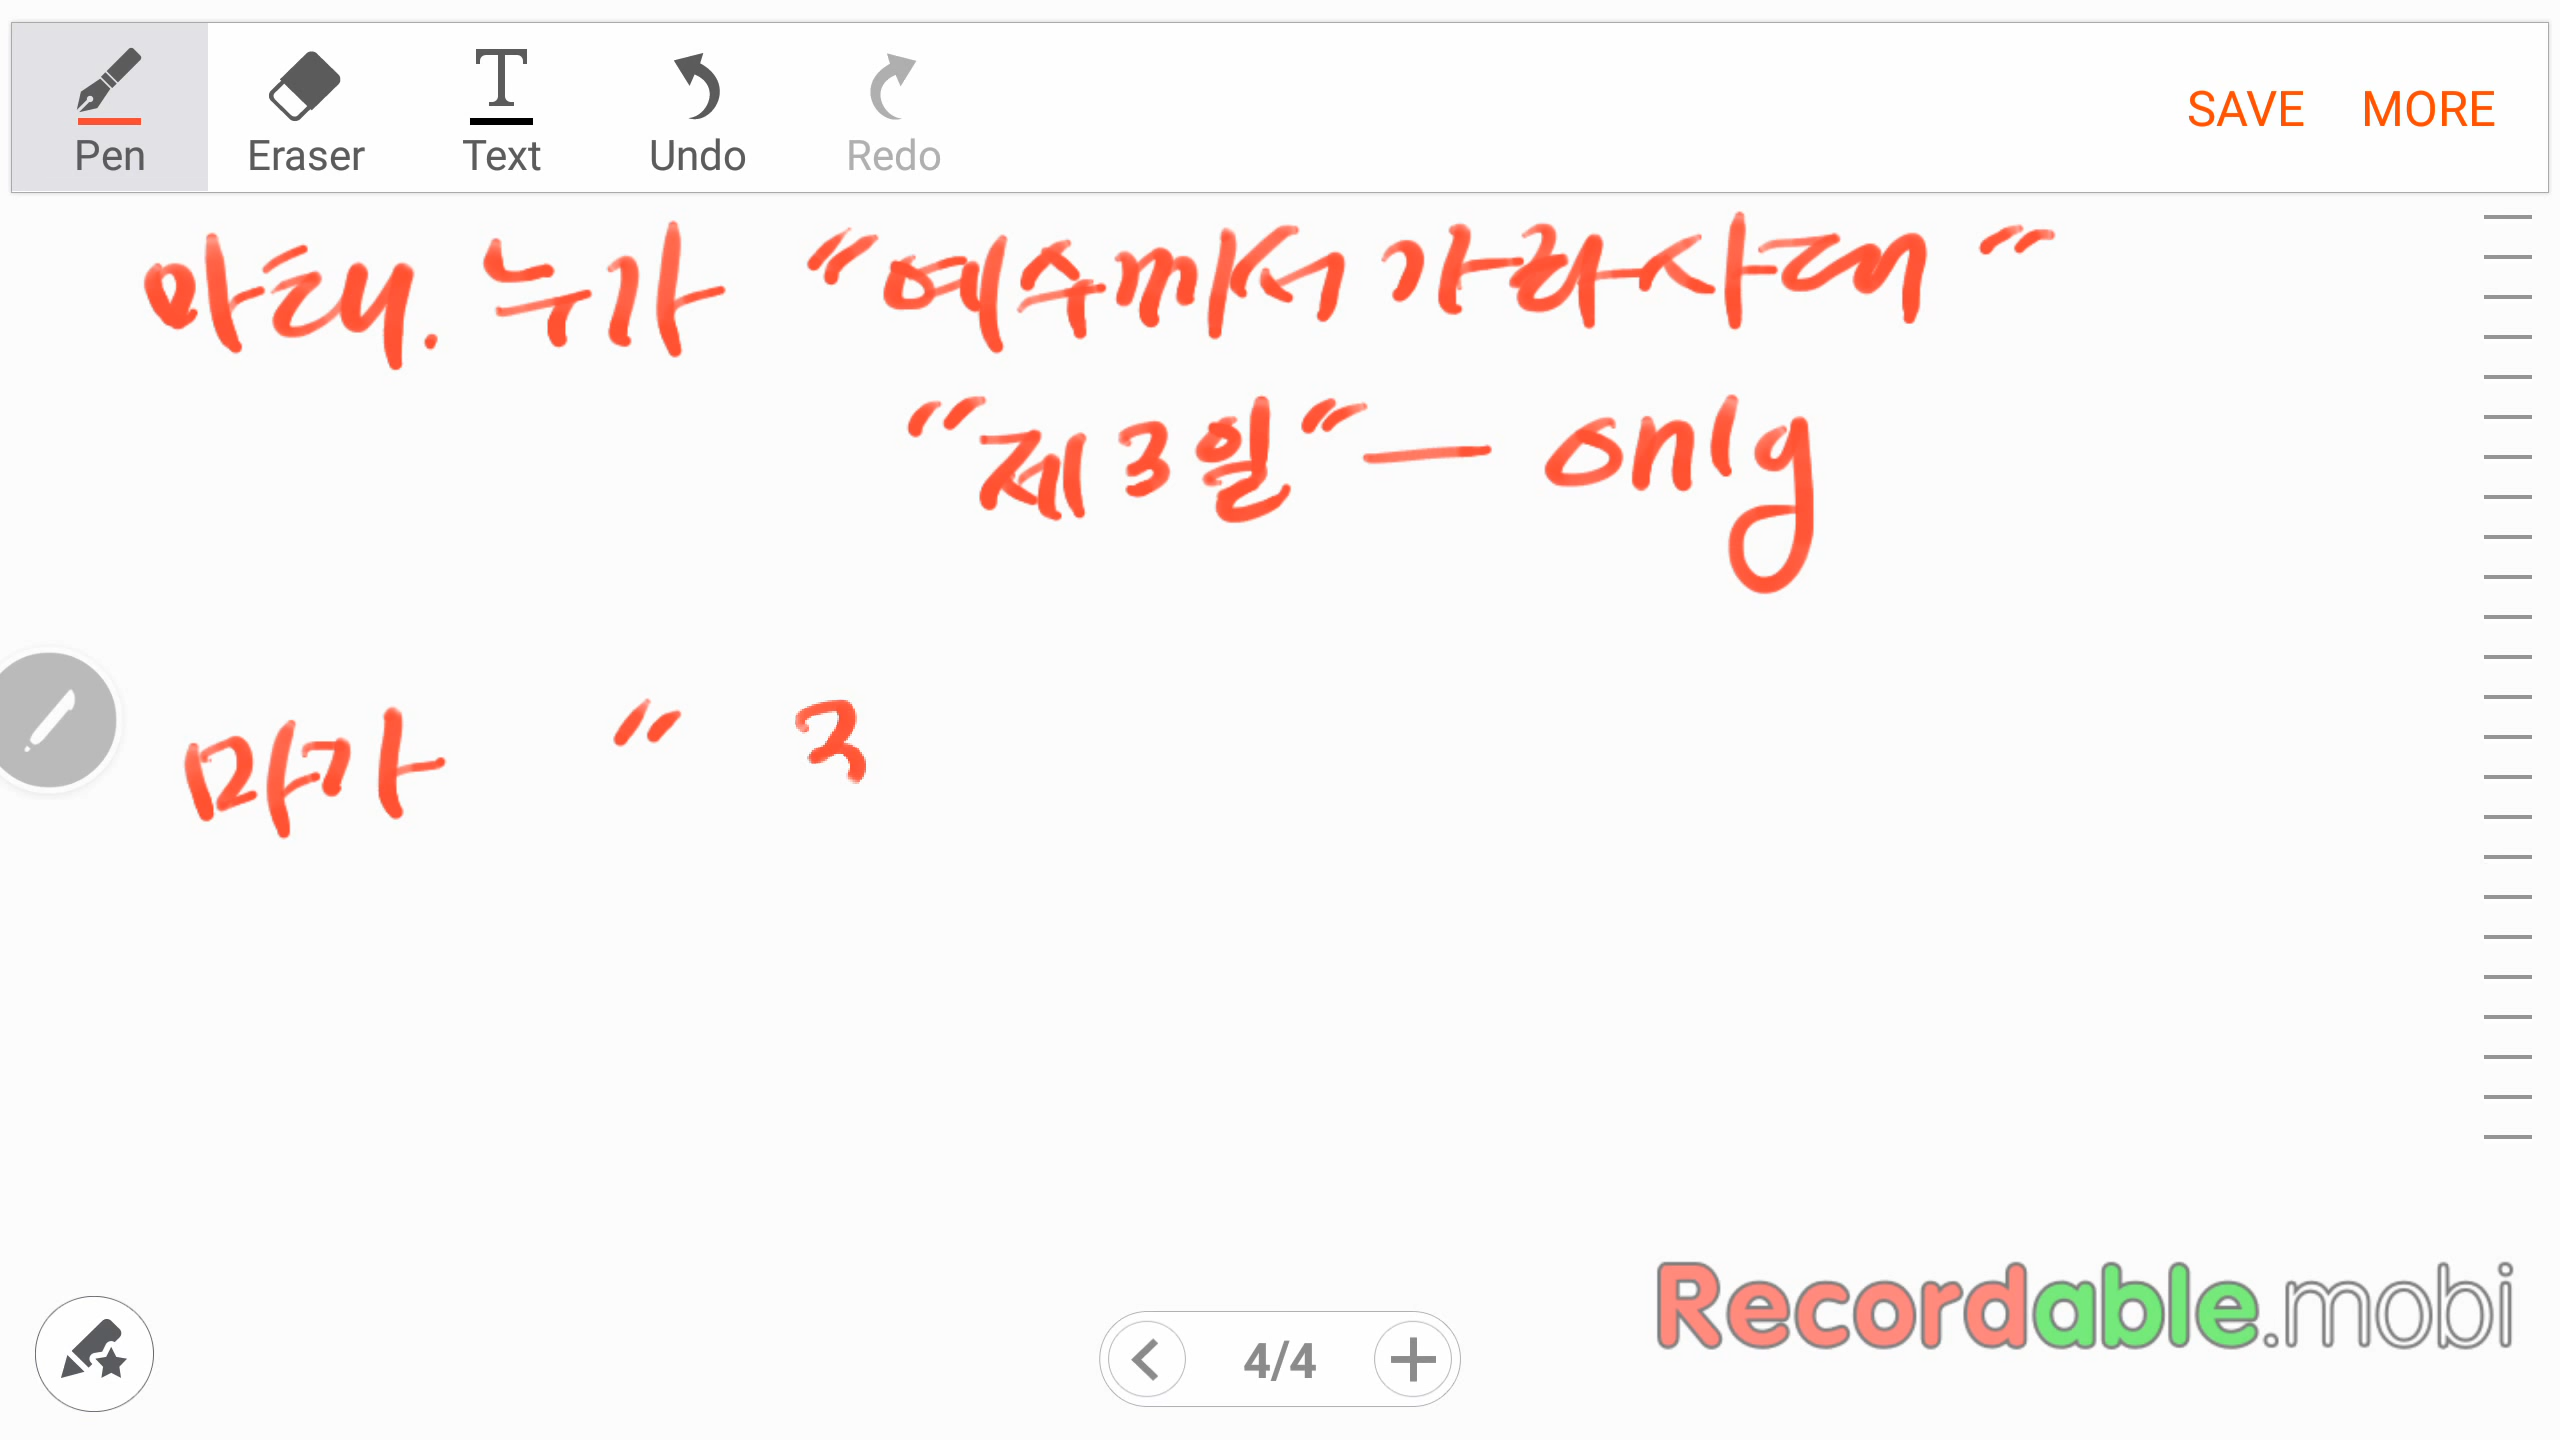 Pen Eraser Text Undo Redo SAVE MORE
마태. 누가 "예수께서 가라사대"
"제3일" — only
마가 " 3
4/4
Recordable.mobi